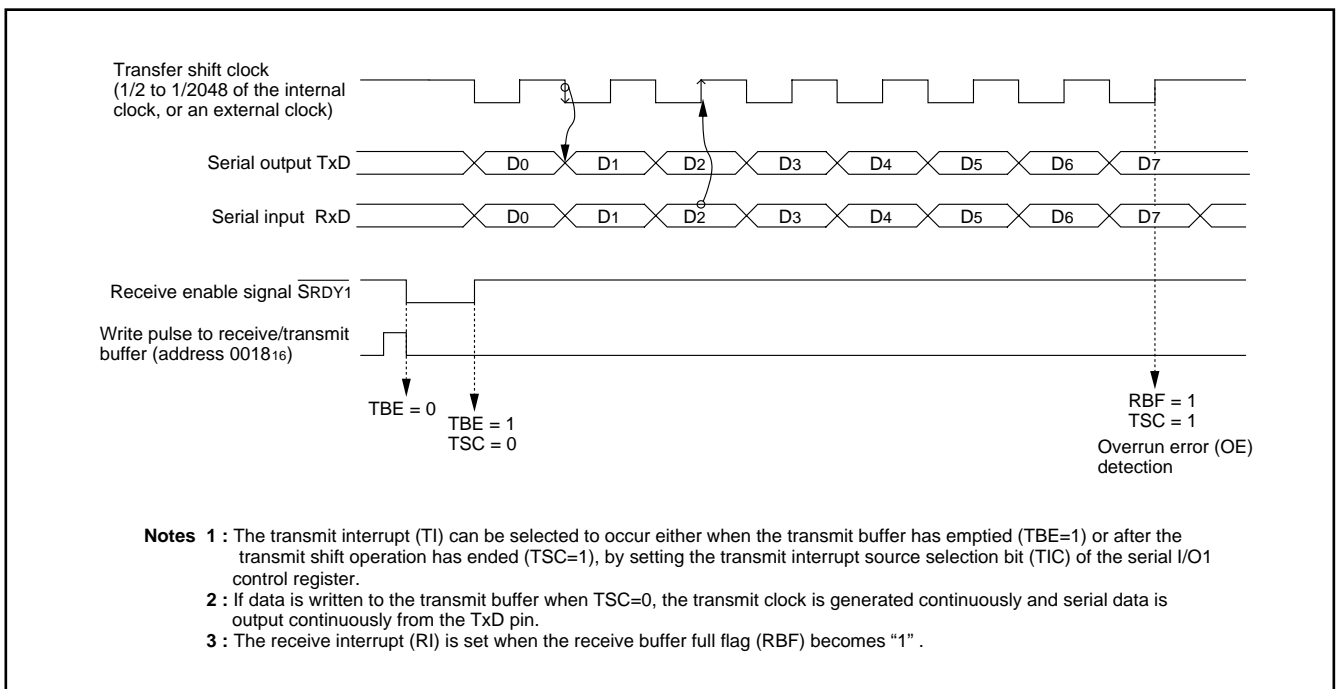 Transfer shift clock
(1/2 to 1/2048 of the internal
clock, or an external clock)
Serial output TxD
D0 D1 D2 D3 D4 D5 D6 D7
Serial input RxD
D0 D1 D2 D3 D4 D5 D6 D7
Receive enable signal S̅R̅D̅Y̅1̅
Write pulse to receive/transmit
buffer (address 001816)
TBE = 0
TBE = 1
TSC = 0
RBF = 1
TSC = 1
Overrun error (OE)
detection
Notes 1 : The transmit interrupt (TI) can be selected to occur either when the transmit buffer has emptied (TBE=1) or after the
transmit shift operation has ended (TSC=1), by setting the transmit interrupt source selection bit (TIC) of the serial I/O1
control register.
2 : If data is written to the transmit buffer when TSC=0, the transmit clock is generated continuously and serial data is
output continuously from the TxD pin.
3 : The receive interrupt (RI) is set when the receive buffer full flag (RBF) becomes “1” .